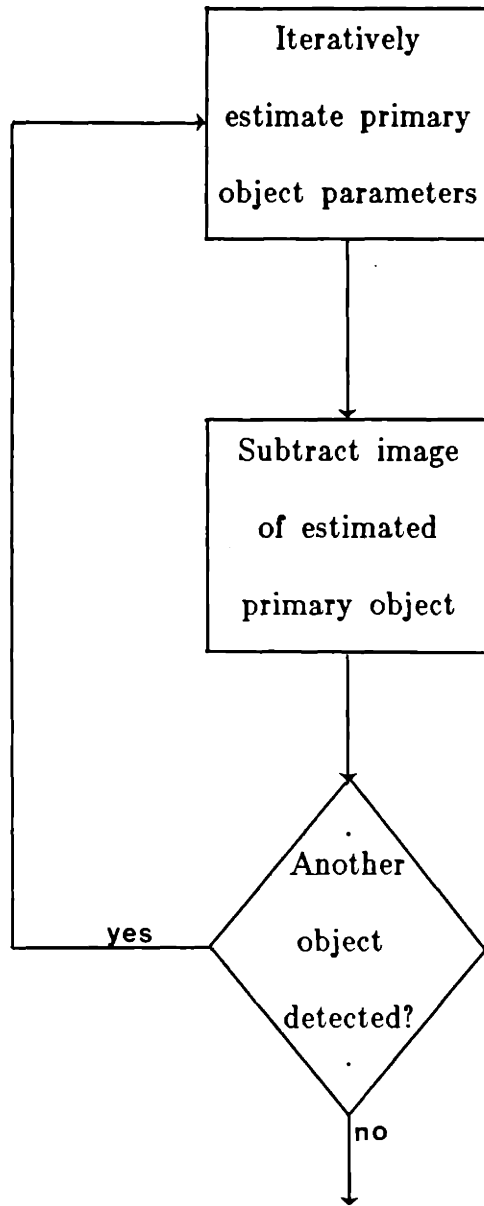 Iteratively
estimate primary
object parameters
Subtract image
of estimated
primary object
Another
object
detected?
yes
no